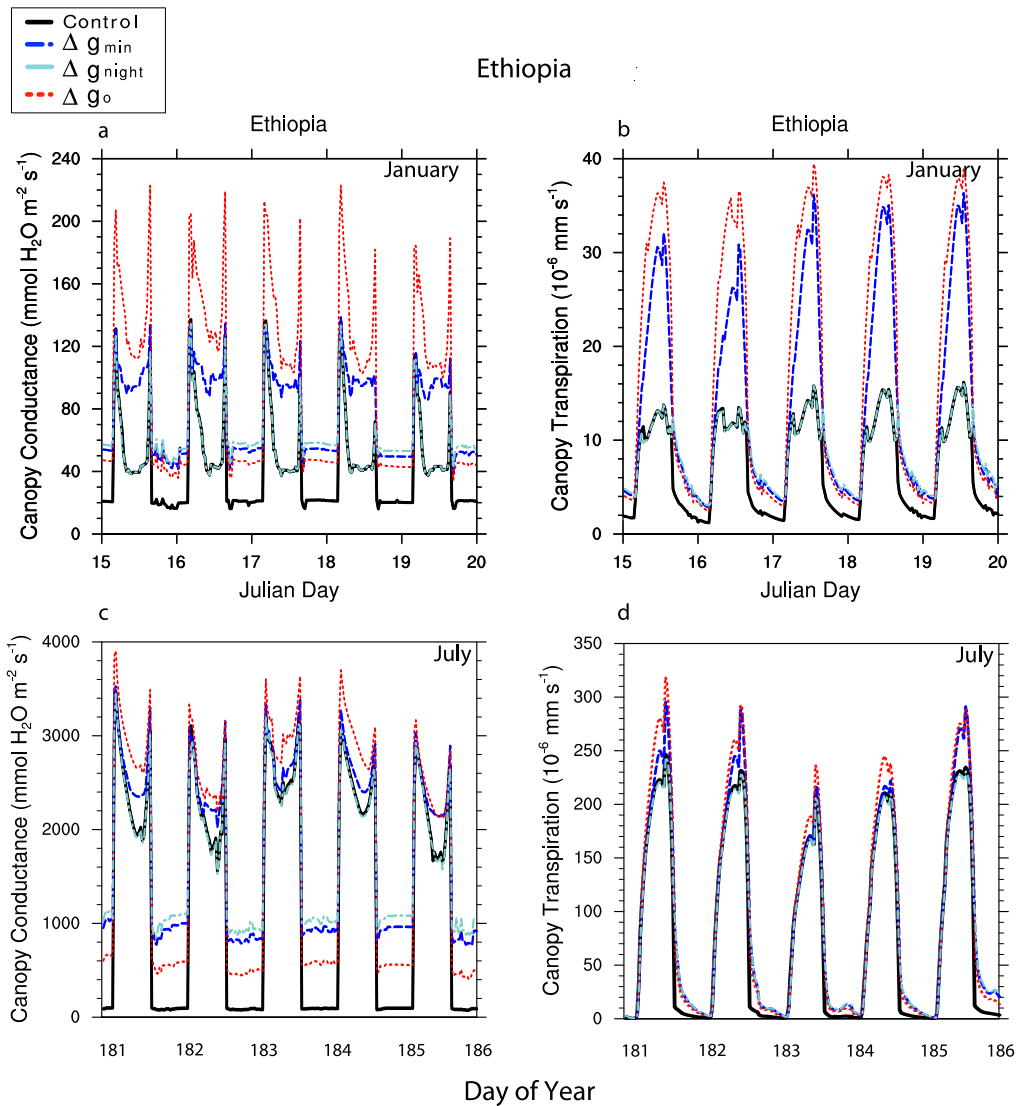 Control
Δ gmin
Δ gnight
Δ go
Ethiopia
a
Ethiopia
January
Canopy Conductance (mmol H₂O m⁻² s⁻¹)
240
200
160
120
80
40
0
15 16 17 18 19 20
Julian Day
b
Ethiopia
January
Canopy Transpiration (10⁻⁶ mm s⁻¹)
40
30
20
10
0
15 16 17 18 19 20
Julian Day
c
July
Canopy Conductance (mmol H₂O m⁻² s⁻¹)
4000
3000
2000
1000
0
181 182 183 184 185 186
d
July
Canopy Transpiration (10⁻⁶ mm s⁻¹)
350
300
250
200
150
100
50
0
181 182 183 184 185 186
Day of Year